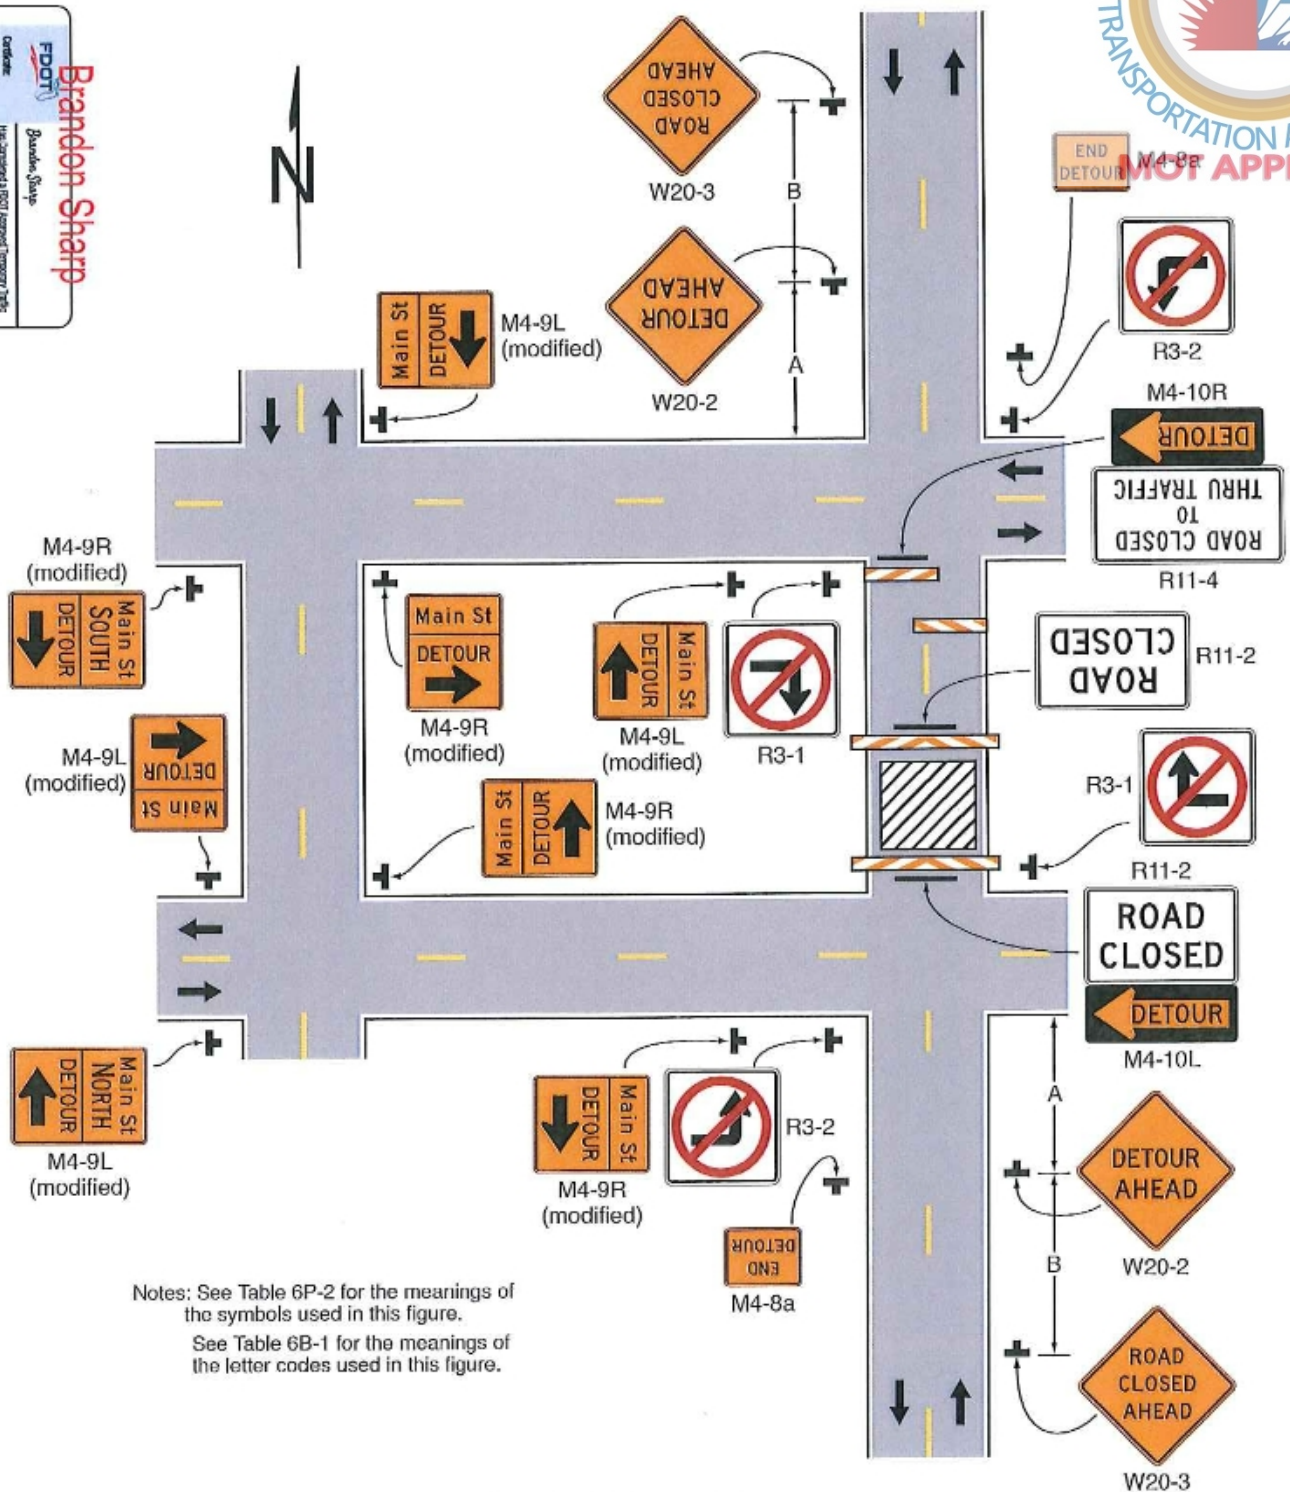 FDOT
Certificate
Brandon Sharp
Brandon Sharp
TRANSPORTATION
MOT APP
N
ROAD
CLOSED
AHEAD
W20-3
B
DETOUR
AHEAD
W20-2
A
END
DETOUR
M4-8a
R3-2
M4-10R
DETOUR
ROAD CLOSED
TO
THRU TRAFFIC
R11-4
Main St
DETOUR
M4-9L
(modified)
M4-9R
(modified)
Main St
SOUTH
DETOUR
Main St
DETOUR
M4-9R
(modified)
Main St
DETOUR
M4-9L
(modified)
R3-1
ROAD
CLOSED
R11-2
M4-9L
(modified)
DETOUR
Main St
Main St
DETOUR
M4-9R
(modified)
R3-1
R11-2
ROAD
CLOSED
DETOUR
M4-10L
Main St
NORTH
DETOUR
M4-9L
(modified)
Main St
DETOUR
M4-9R
(modified)
R3-2
END
DETOUR
M4-8a
A
DETOUR
AHEAD
W20-2
B
ROAD
CLOSED
AHEAD
W20-3
Notes: See Table 6P-2 for the meanings of
the symbols used in this figure.
See Table 6B-1 for the meanings of
the letter codes used in this figure.